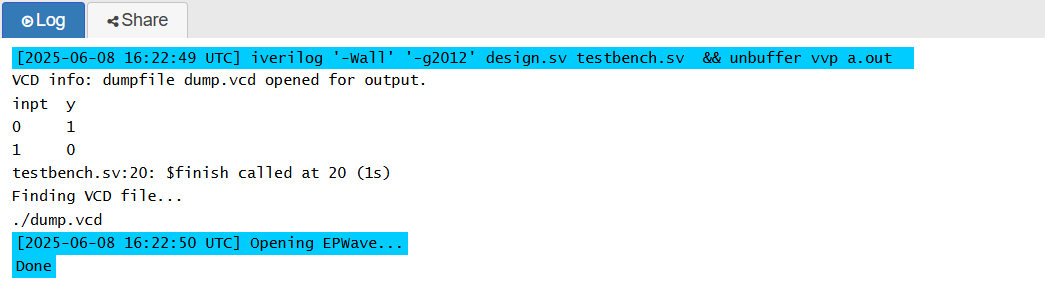 Log Share
[2025-06-08 16:22:49 UTC] iverilog '-Wall' '-g2012' design.sv testbench.sv  && unbuffer vvp a.out
VCD info: dumpfile dump.vcd opened for output.
inpt  y
0     1
1     0
testbench.sv:20: $finish called at 20 (1s)
Finding VCD file...
./dump.vcd
[2025-06-08 16:22:50 UTC] Opening EPWave...
Done